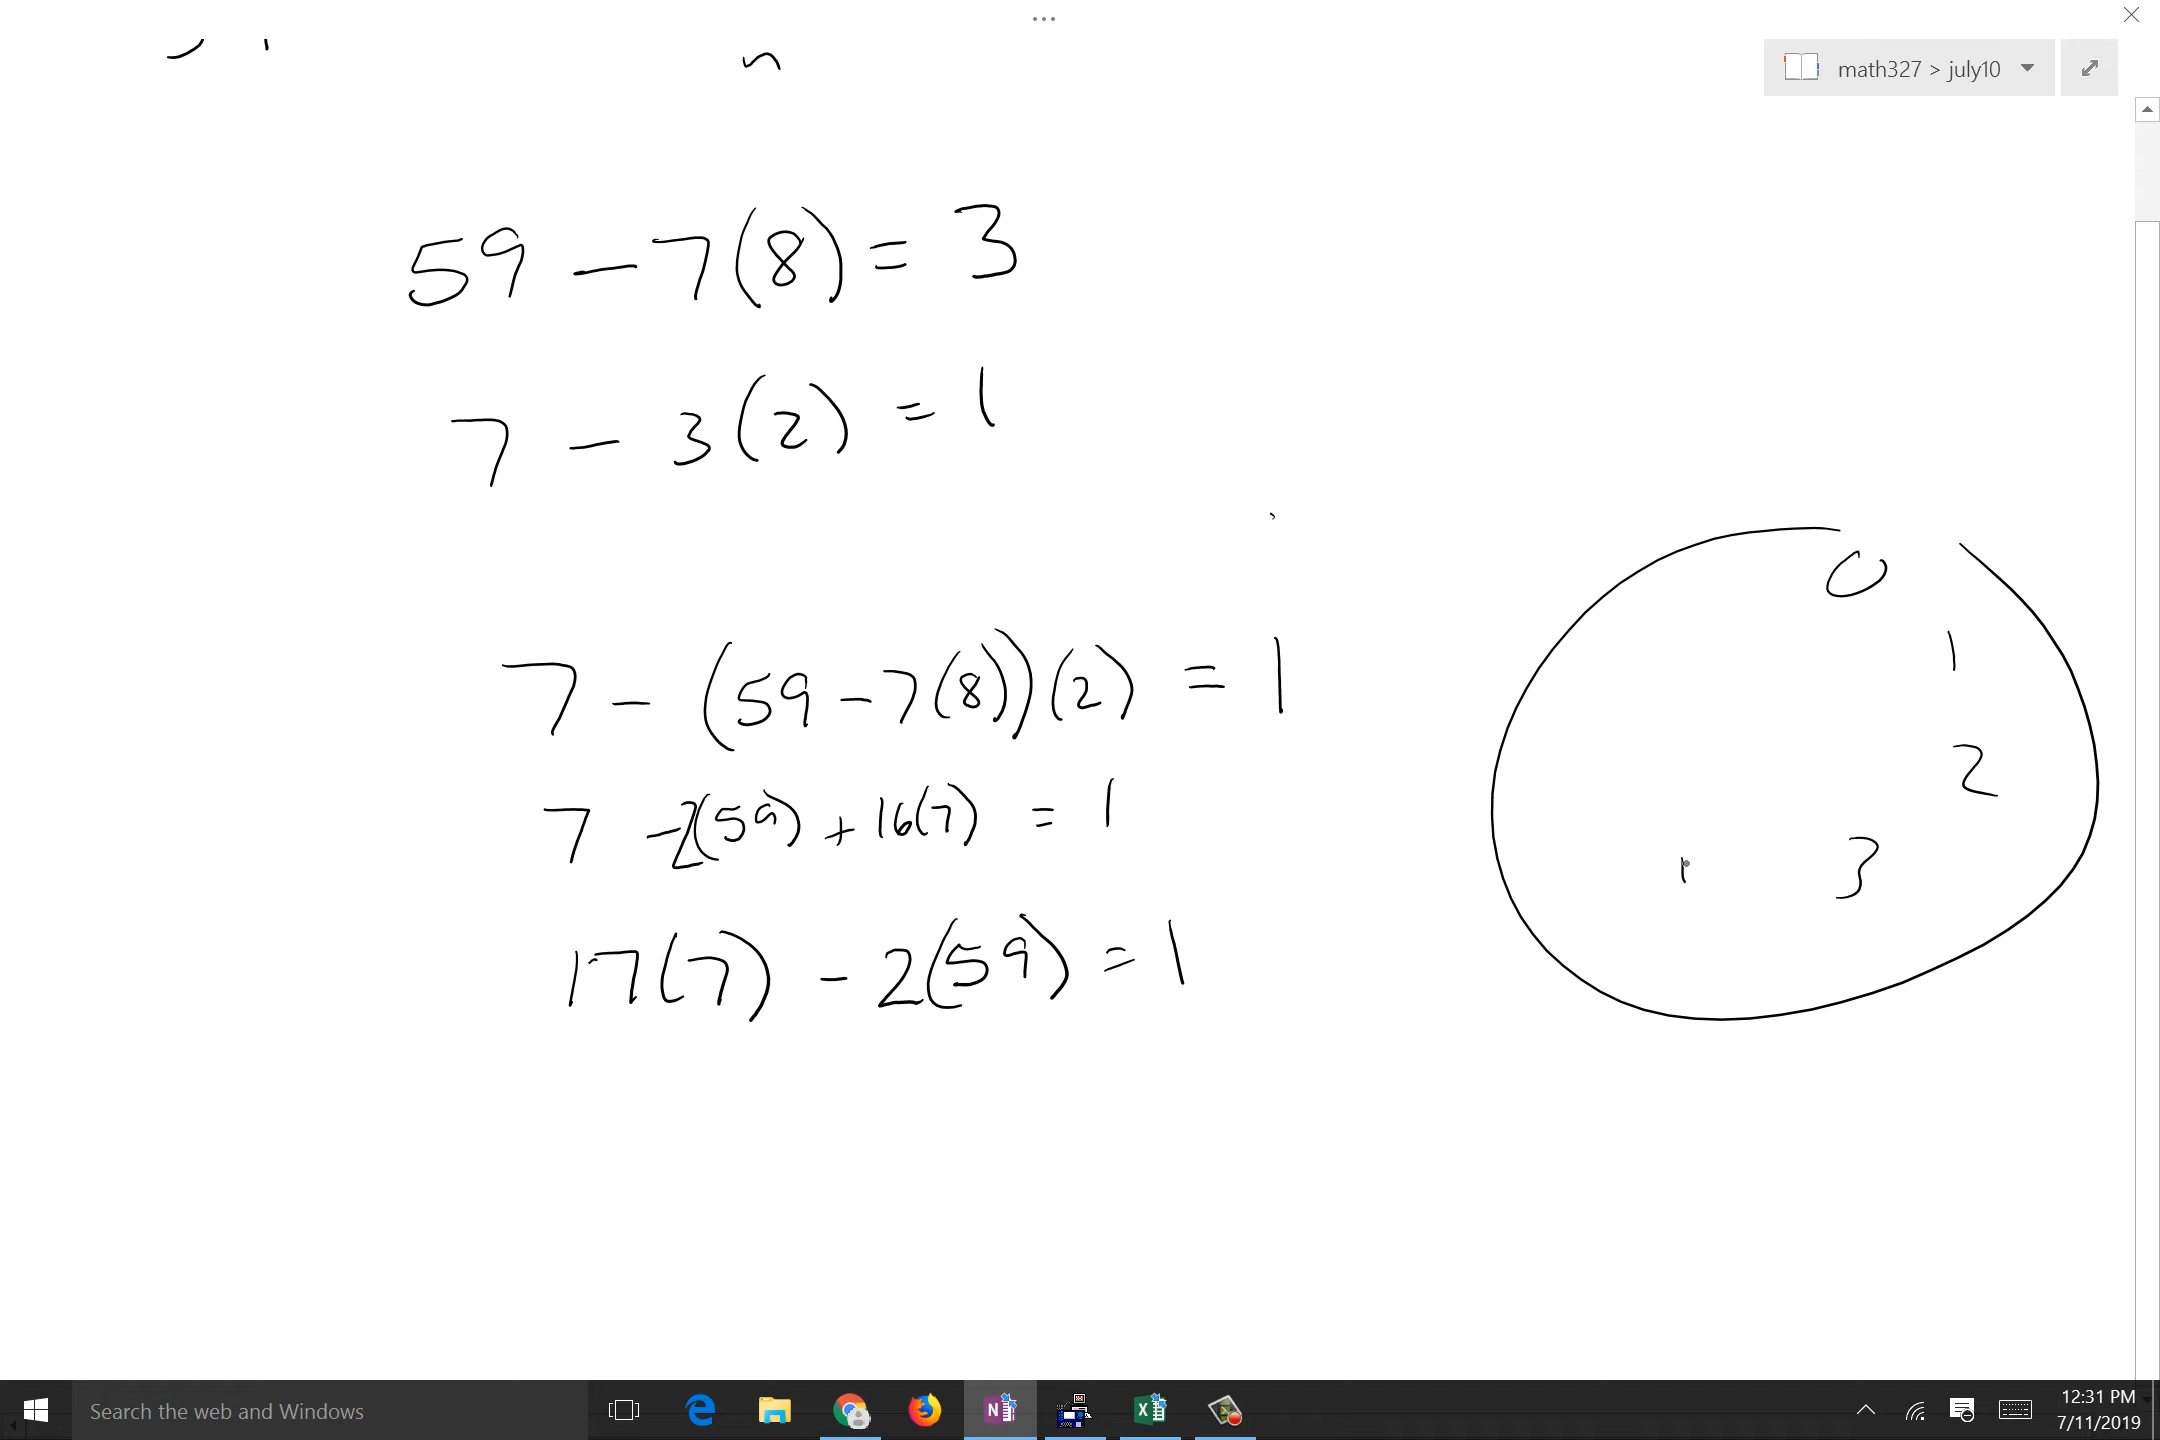 math327 > july10
59 - 7(8) = 3
7 - 3(2) = 1
7 - (59 - 7(8))(2) = 1
7 -2(59) + 16(7) = 1
17(7) - 2(59) = 1
0
1
2
3
Search the web and Windows
12:31 PM
7/11/2019